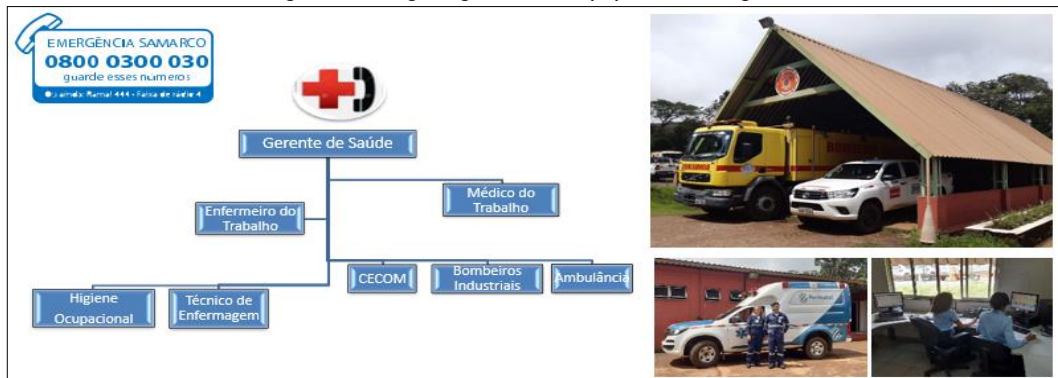 EMERGÊNCIA SAMARCO
0800 0300 030
guarde esses números
Gerente de Saúde
Médico do
Trabalho
Enfermeiro do
Trabalho
CECOM
Bombeiros
Industriais
Ambulância
Higiene
Ocupacional
Técnico de
Enfermagem